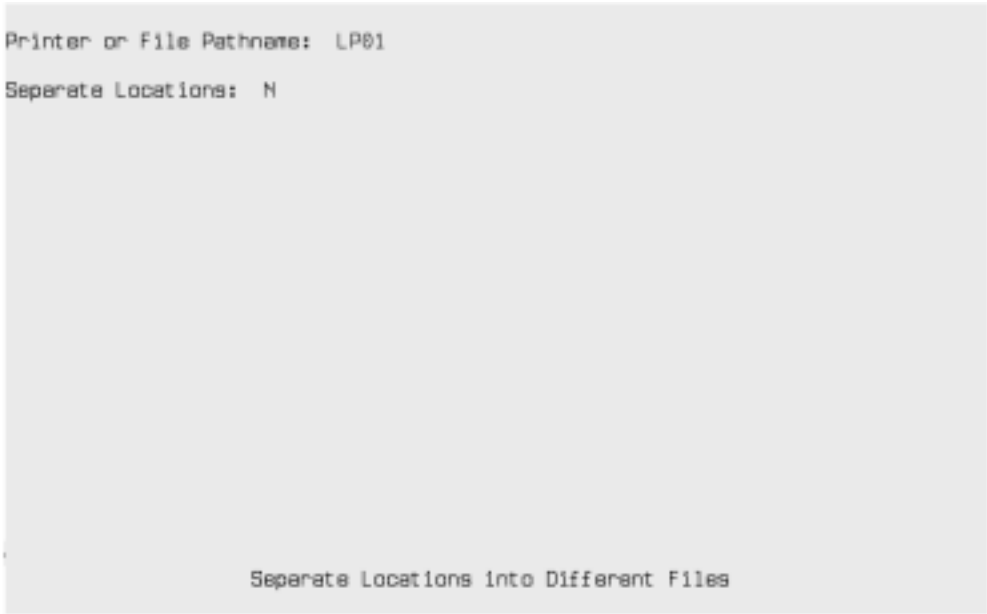 Printer or File Pathname: LP01
Separate Locations: N
Separate Locations into Different Files